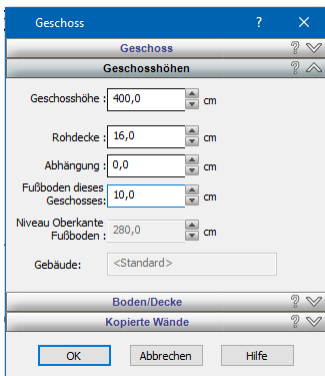 Geschoss ?
Geschoss ?
Geschosshöhen ?
Geschosshöhe : 400,0 cm
Rohdecke : 16,0 cm
Abhängung : 0,0 cm
Fußboden dieses
Geschosses: 10,0 cm
Niveau Oberkante
Fußboden : 280,0 cm
Gebäude: <Standard>
Boden/Decke ?
Kopierte Wände ?
OK Abbrechen Hilfe